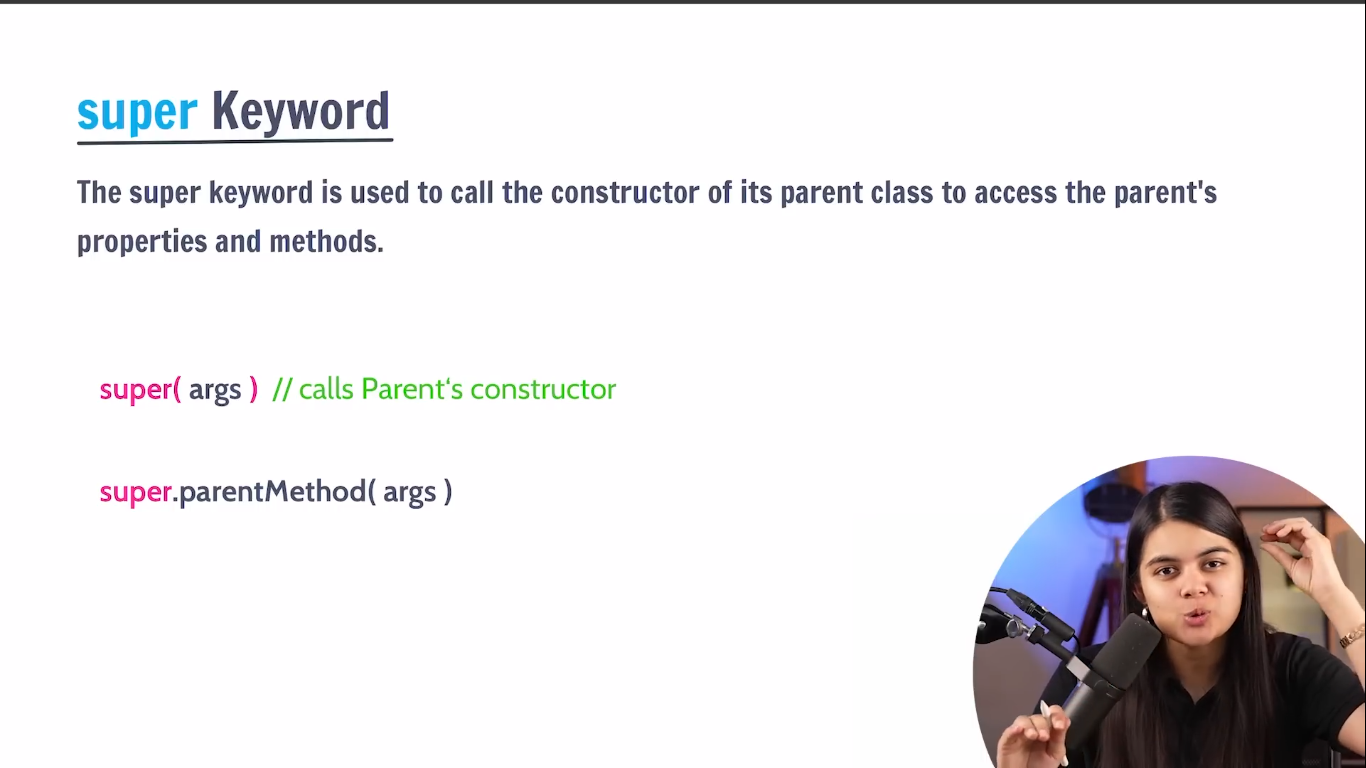 super Keyword
The super keyword is used to call the constructor of its parent class to access the parent's
properties and methods.
super( args ) // calls Parent‘s constructor
super.parentMethod( args )